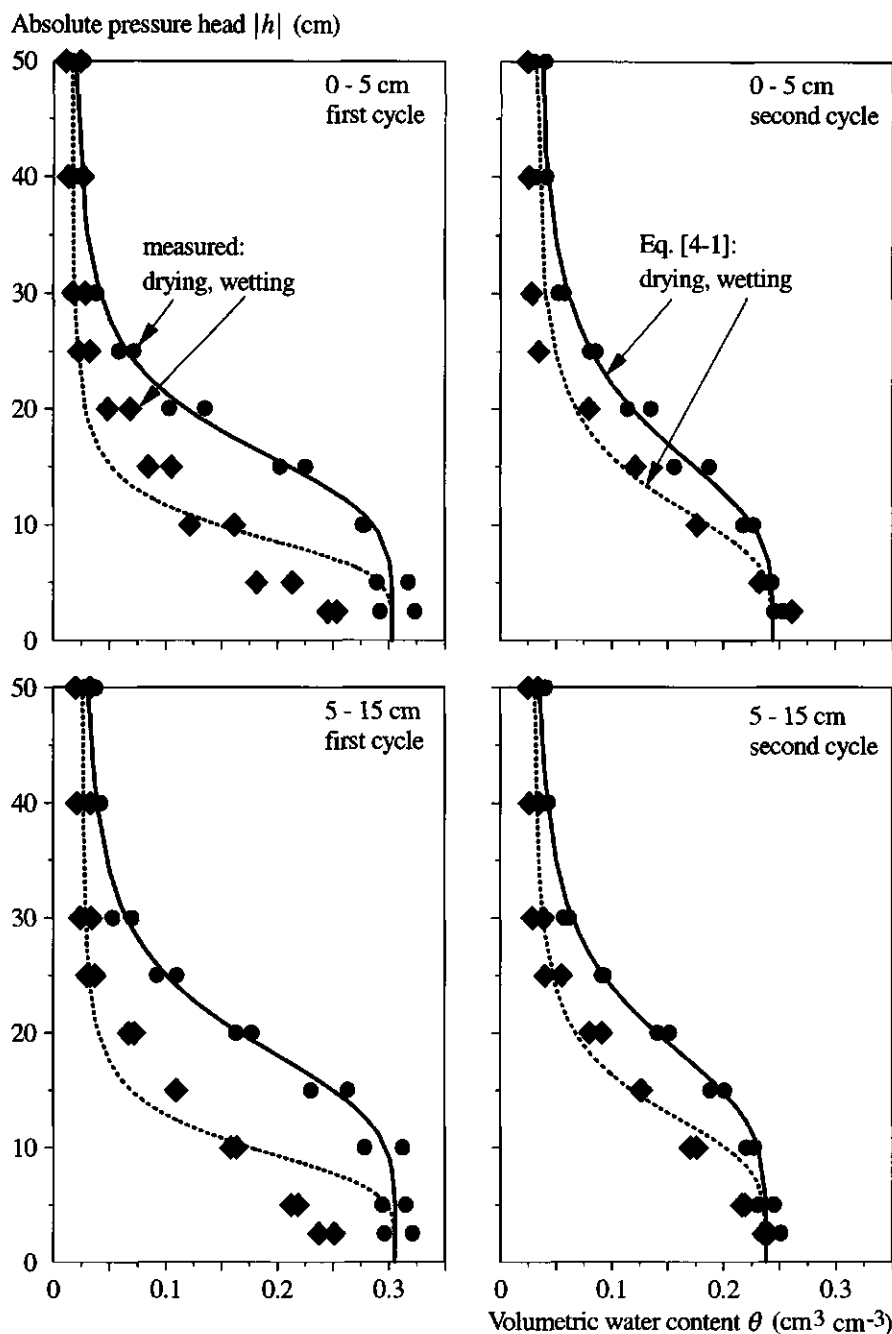 Absolute pressure head |h| (cm)
50
40
30
20
10
0
0 - 5 cm
first cycle
measured:
drying, wetting
0 - 5 cm
second cycle
Eq. [4-1]:
drying, wetting
50
40
30
20
10
0
5 - 15 cm
first cycle
5 - 15 cm
second cycle
0 0.1 0.2 0.3
0 0.1 0.2 0.3
Volumetric water content θ (cm³ cm⁻³)